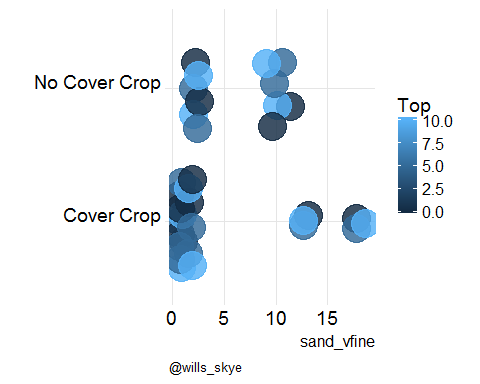 No Cover Crop
Cover Crop
Top
10.0
7.5
5.0
2.5
0.0
0 5 10 15
sand_vfine
@wills_skye